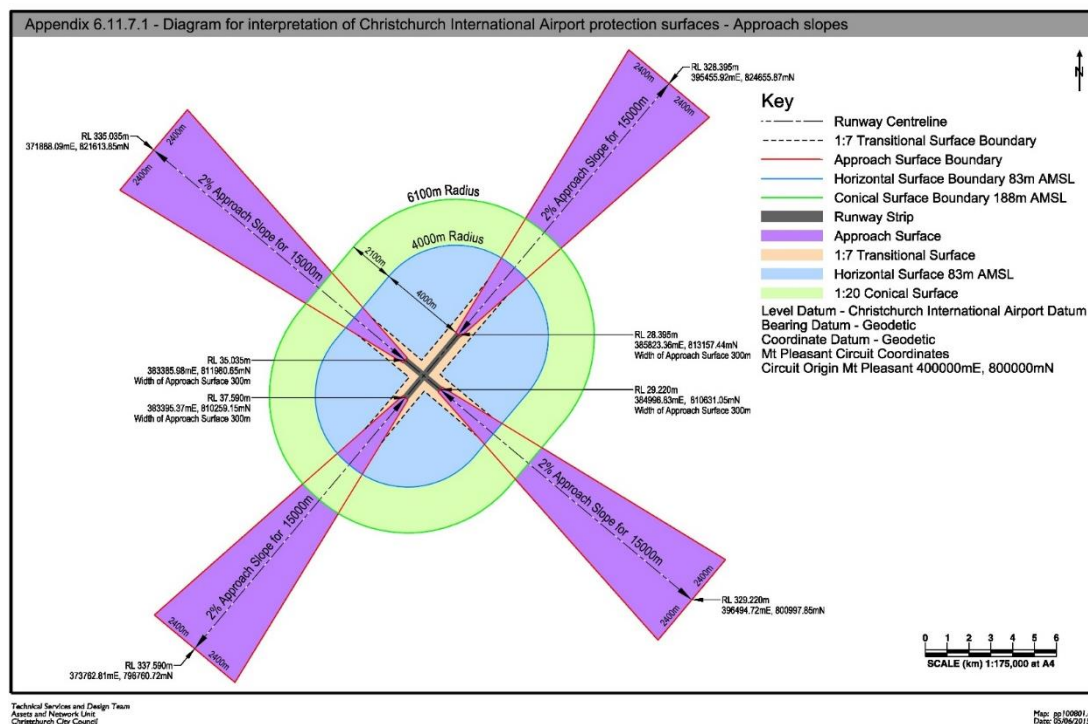 Appendix 6.11.7.1 - Diagram for interpretation of Christchurch International Airport protection surfaces - Approach slopes
RL 328.395m
395455.92mE, 824655.87mN
2400m
2400m
2% Approach Slope for 15000m
N
RL 335.035m
371888.09mE, 821613.65mN
2400m
2400m
2% Approach Slope for 15000m
6100m Radius
4000m Radius
2100m
4000m
RL 28.395m
385823.36mE, 813157.44mN
Width of Approach Surface 300m
RL 35.035m
383385.98mE, 811980.65mN
Width of Approach Surface 300m
RL 37.590m
383395.37mE, 810259.15mN
Width of Approach Surface 300m
RL 29.220m
384996.63mE, 810631.05mN
Width of Approach Surface 300m
2% Approach Slope for 15000m
2400m
2400m
RL 337.590m
373762.81mE, 798760.72mN
2% Approach Slope for 15000m
2400m
2400m
RL 329.220m
396494.72mE, 800997.85mN
Key
Runway Centreline
1:7 Transitional Surface Boundary
Approach Surface Boundary
Horizontal Surface Boundary 83m AMSL
Conical Surface Boundary 188m AMSL
Runway Strip
Approach Surface
1:7 Transitional Surface
Horizontal Surface 83m AMSL
1:20 Conical Surface
Level Datum - Christchurch International Airport Datum
Bearing Datum - Geodetic
Coordinate Datum - Geodetic
Mt Pleasant Circuit Coordinates
Circuit Origin Mt Pleasant 400000mE, 800000mN
0 1 2 3 4 5 6
SCALE (km) 1:175,000 at A4
Technical Services and Design Team
Assets and Network Unit
Christchurch City Council
Map: pp100801
Date: 05/06/201